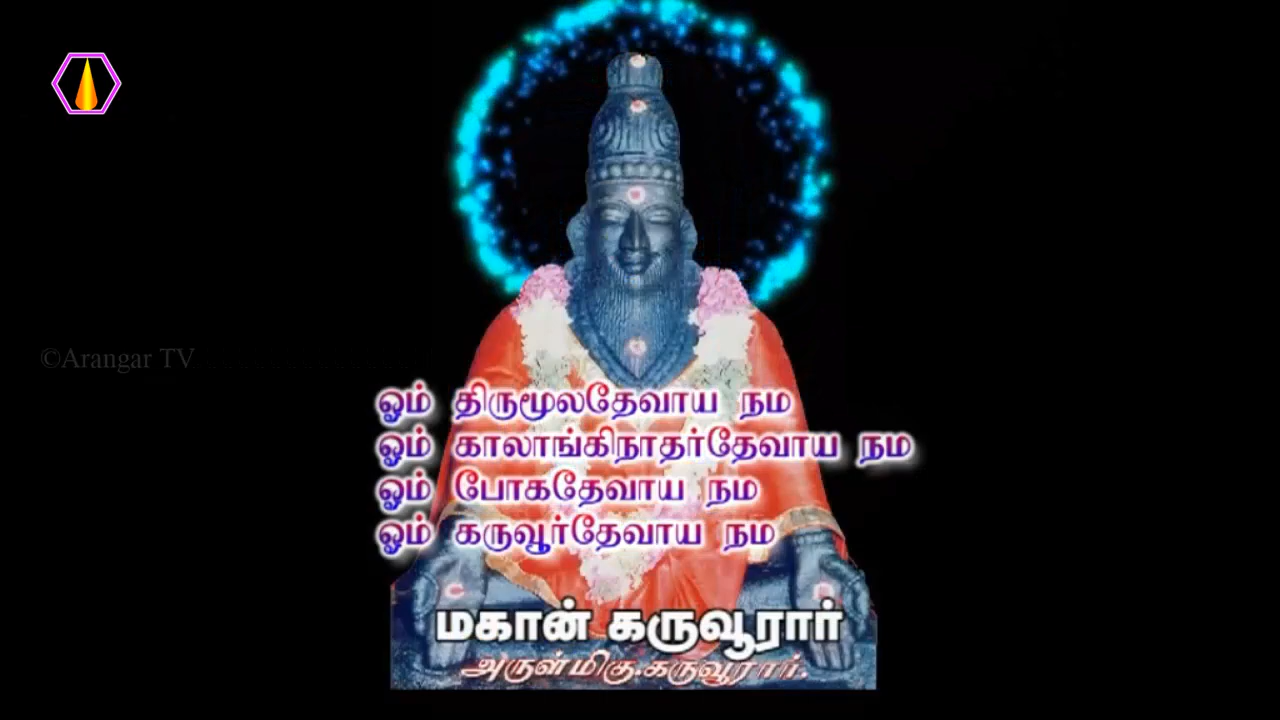 ©Arangar TV
ஓம் திருமூலதேவாய நம
ஓம் காலாங்கிநாதர்தேவாய நம
ஓம் போகதேவாய நம
ஓம் கருவூர்தேவாய நம
மகான் கருவூரார்
அருள்மிகு.கருவூரார்.